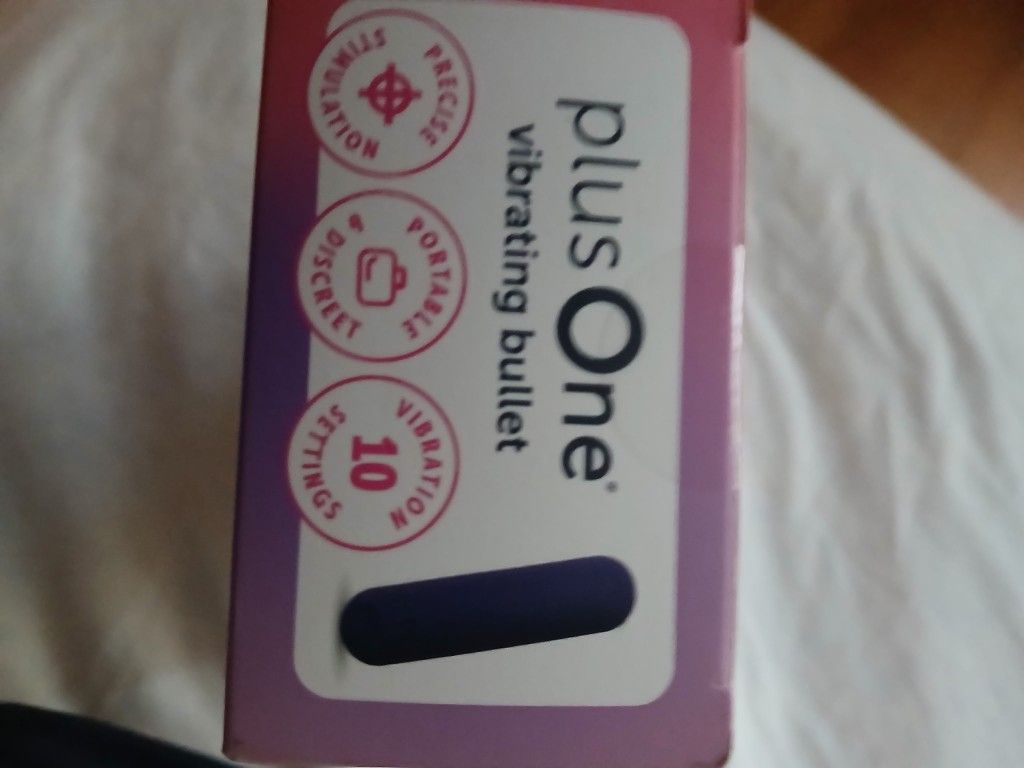 plusOne®
vibrating bullet
PRECISE
STIMULATION
PORTABLE
& DISCREET
VIBRATION
10
SETTINGS